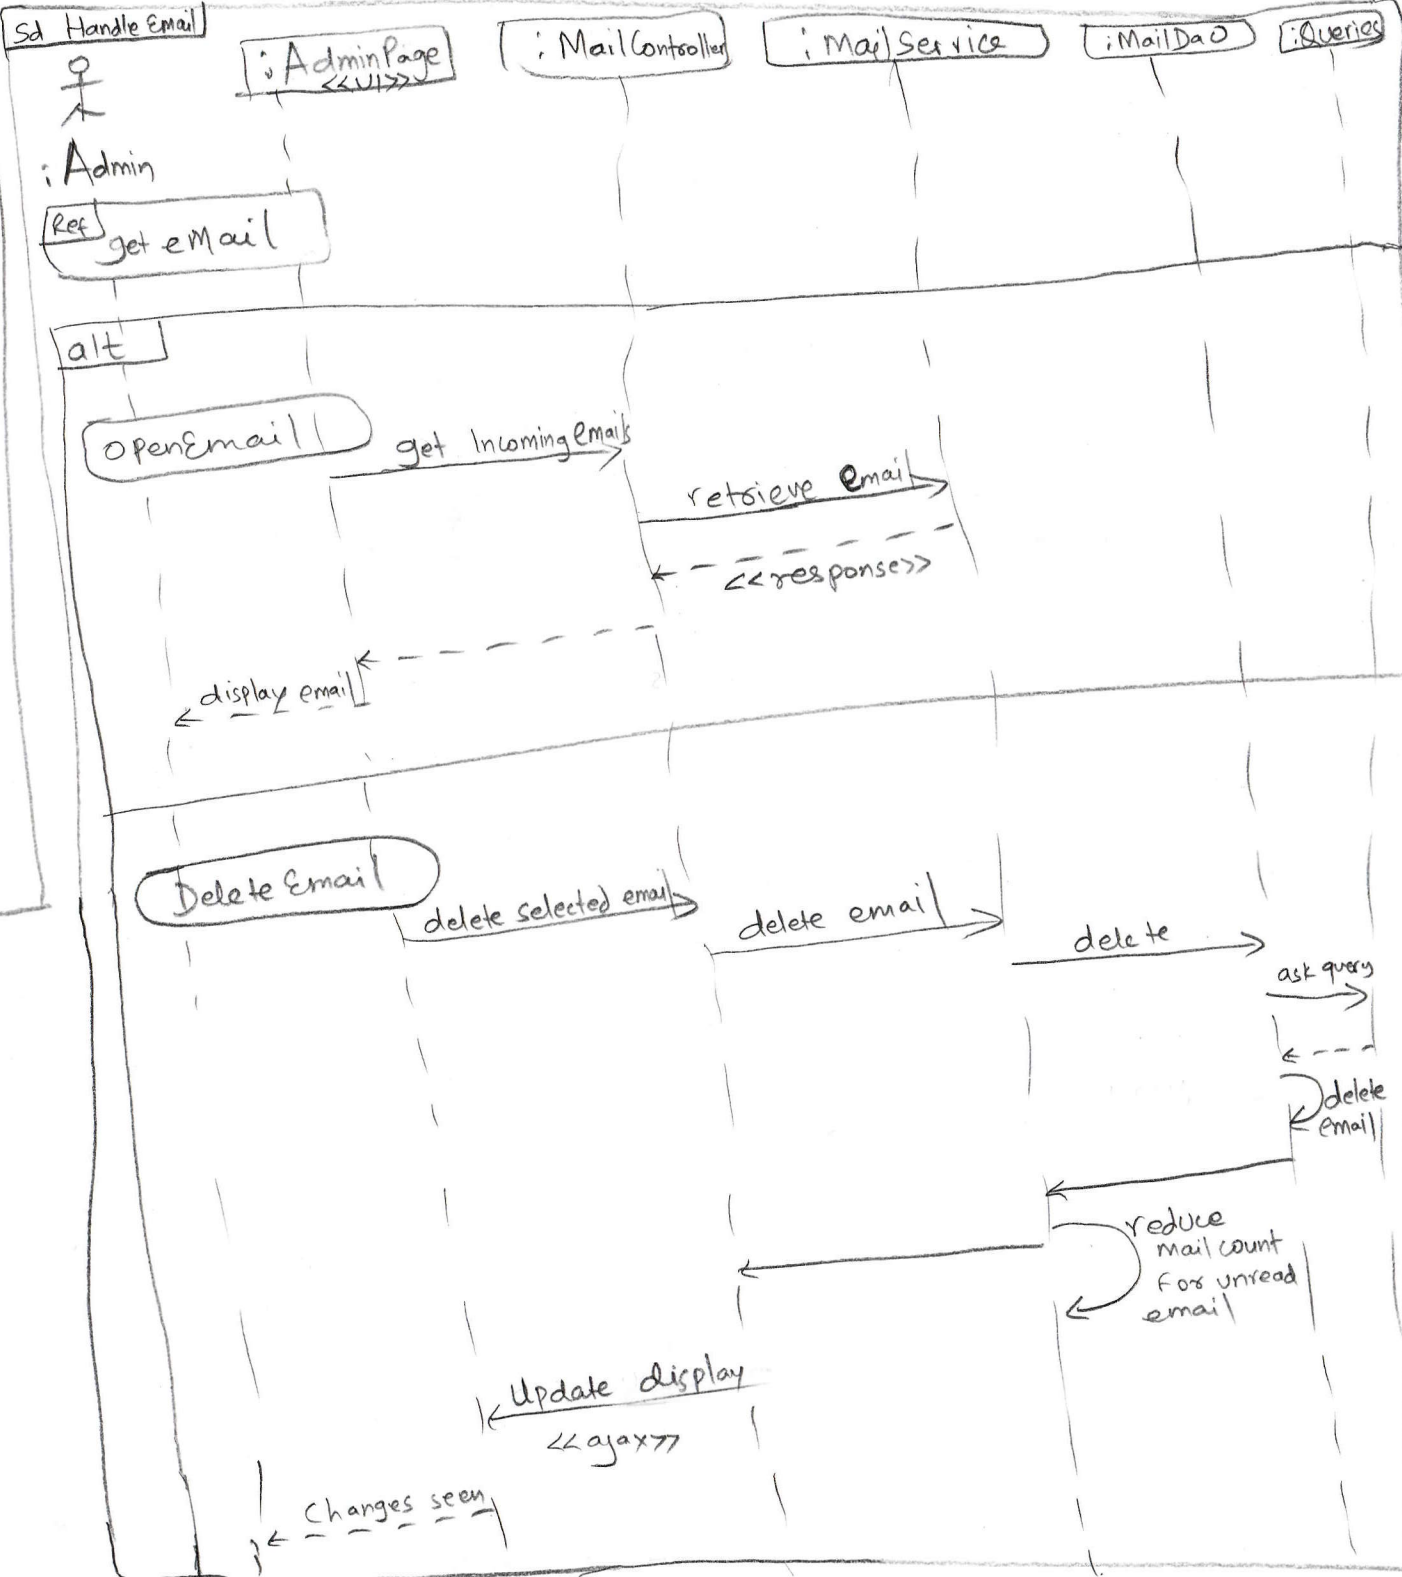 Sd Handle Email
:AdminPage
<<UI>>
:MailController
:MailService
:MailDaO
:Queries
:Admin
Ref
get eMail
alt
openEmail
get Incoming emails
retrieve email
<<response>>
display email
Delete Email
delete selected email
delete email
delete
ask query
delete
email
reduce
Mail count
For unread
email
Update display
<<ajax>>
Changes seen